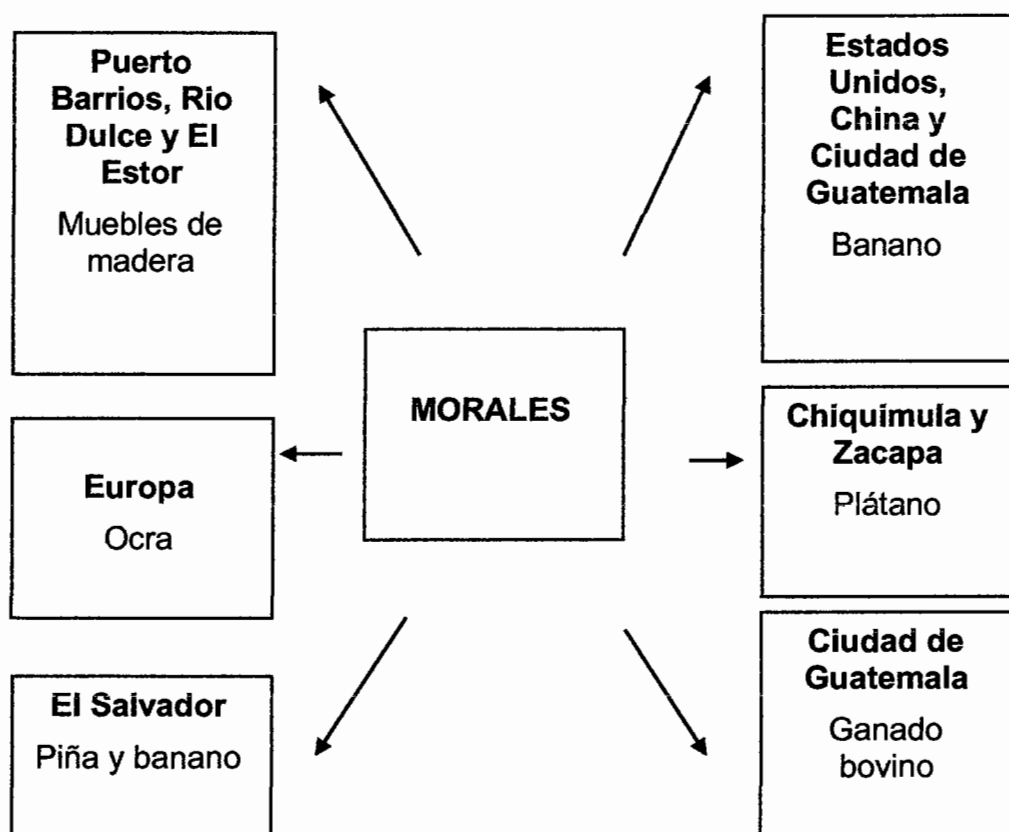 Puerto
Barrios, Rio
Dulce y El
Estor
Muebles de
madera
Estados
Unidos,
China y
Ciudad de
Guatemala
Banano
MORALES
Europa
Ocra
Chiquimula y
Zacapa
Plátano
El Salvador
Piña y banano
Ciudad de
Guatemala
Ganado
bovino